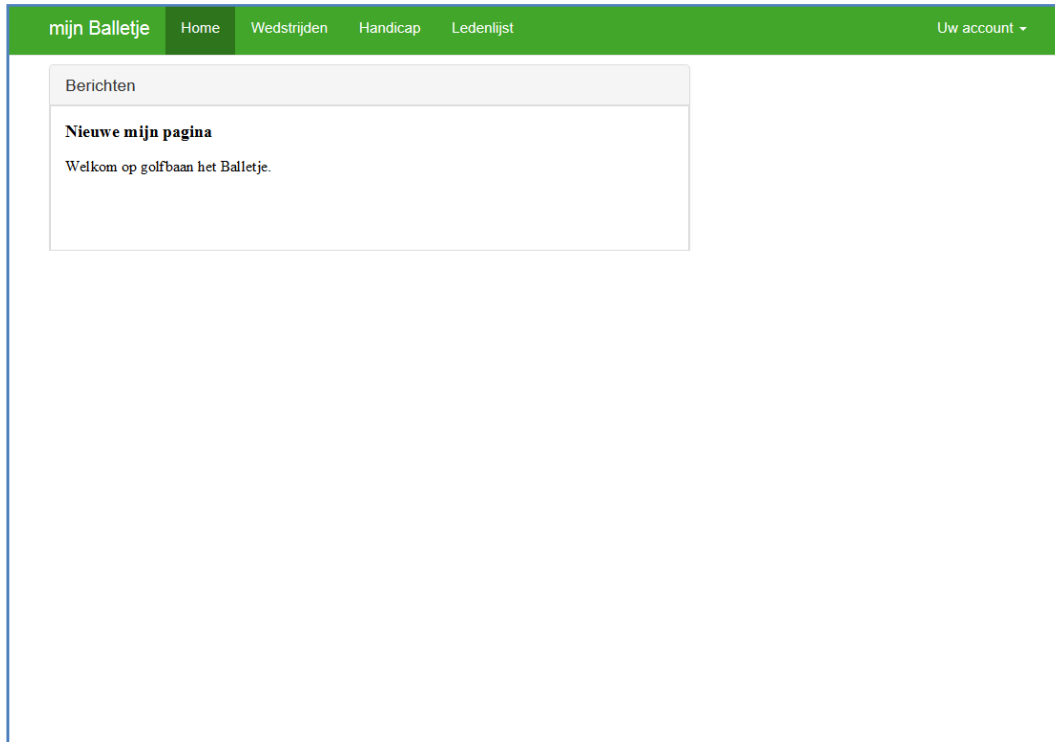 mijn Balletje Home Wedstrijden Handicap Ledenlijst Uw account
Berichten
Nieuwe mijn pagina
Welkom op golfbaan het Balletje.